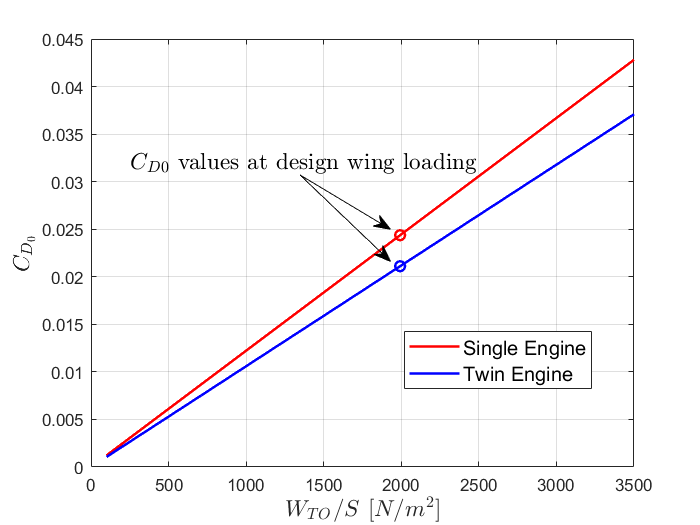 0.045
0.04
0.035
0.03
0.025
0.02
0.015
0.01
0.005
0
C_{D_0}
C_{D0} values at design wing loading
Single Engine
Twin Engine
0 500 1000 1500 2000 2500 3000 3500
W_{TO}/S [N/m^2]